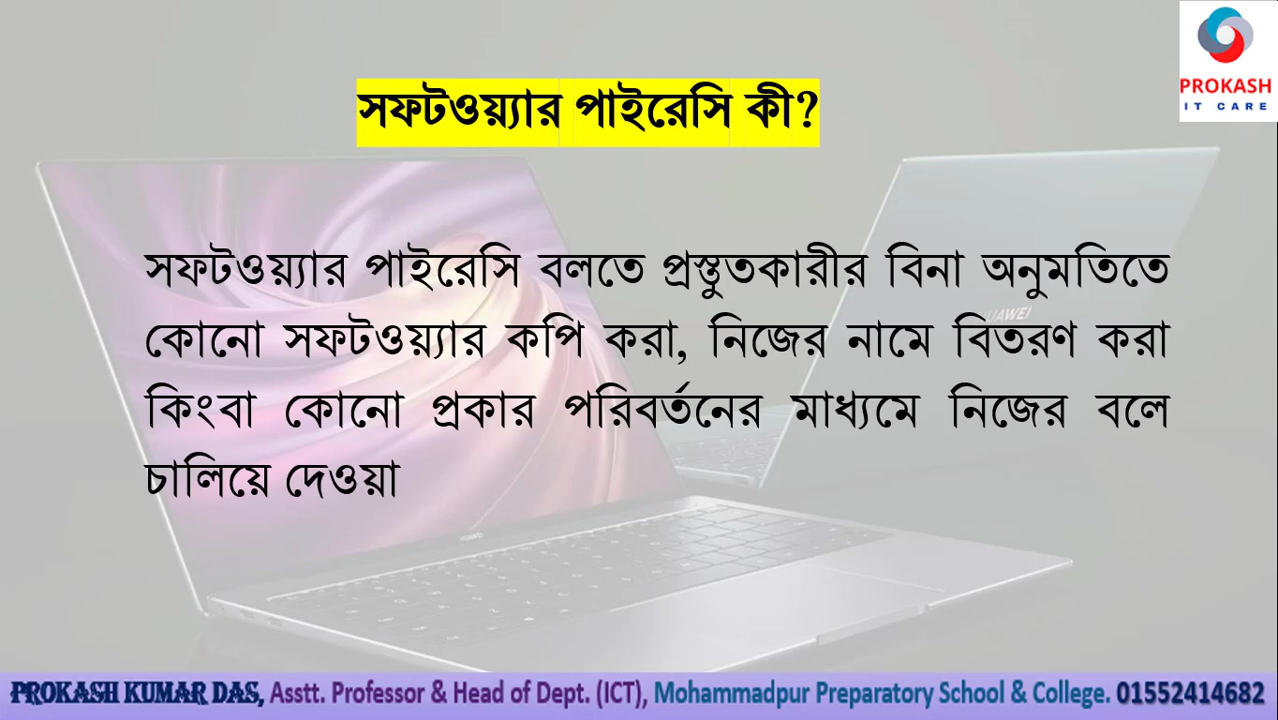 PROKASH
IT CARE
সফটওয়্যার পাইরেসি কী?
সফটওয়্যার পাইরেসি বলতে প্রস্তুতকারীর বিনা অনুমতিতে
কোনো সফটওয়্যার কপি করা, নিজের নামে বিতরণ করা
কিংবা কোনো প্রকার পরিবর্তনের মাধ্যমে নিজের বলে
চালিয়ে দেওয়া
HUAWEI
PROKASH KUMAR DAS, Asstt. Professor & Head of Dept. (ICT), Mohammadpur Preparatory School & College. 01552414682